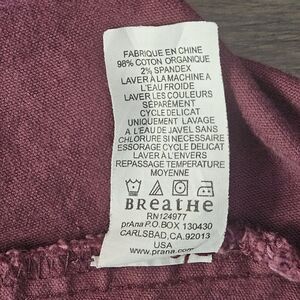 FABRIQUE EN CHINE
98% COTON ORGANIQUE
2% SPANDEX
LAVER A LA MACHINE A
L'EAU FROIDE
LAVER LES COULEURS
SÉPARÉMENT
CYCLE DELICAT
UNIQUEMENT LAVAGE
A L'EAU DE JAVEL SANS
CHLORURE SI NECESSAIRE
ESSORAGE CYCLE DELICAT
LAVER À L'ENVERS
REPASSAGE TEMPERATURE
MOYENNE
BREATHE
RN124977
prAna P.O.BOX 130430
CARLSBAD,CA.92013
USA
www.prana.com